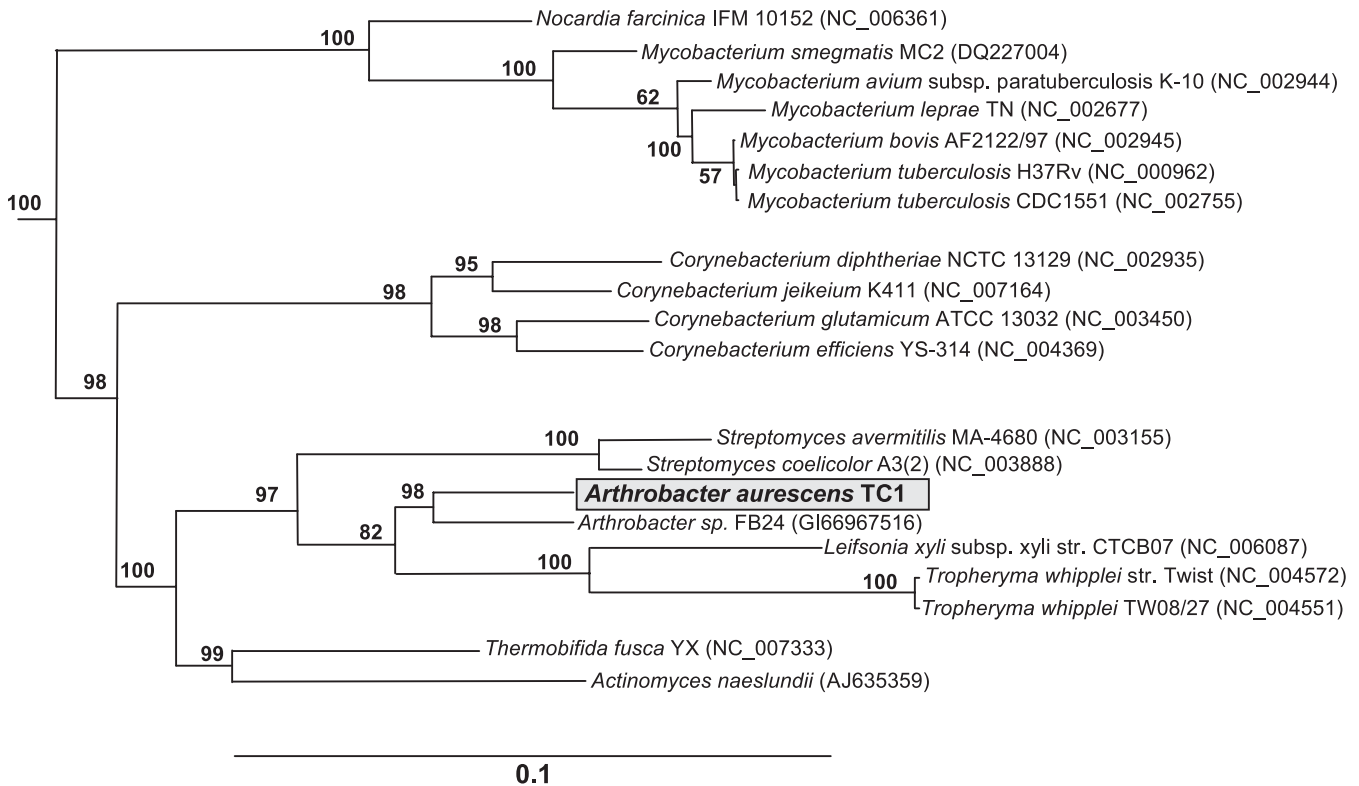 Nocardia farcinica IFM 10152 (NC_006361)
100
Mycobacterium smegmatis MC2 (DQ227004)
100
Mycobacterium avium subsp. paratuberculosis K-10 (NC_002944)
62
Mycobacterium leprae TN (NC_002677)
Mycobacterium bovis AF2122/97 (NC_002945)
100
Mycobacterium tuberculosis H37Rv (NC_000962)
57
Mycobacterium tuberculosis CDC1551 (NC_002755)
100
Corynebacterium diphtheriae NCTC 13129 (NC_002935)
95
Corynebacterium jeikeium K411 (NC_007164)
98
Corynebacterium glutamicum ATCC 13032 (NC_003450)
98
Corynebacterium efficiens YS-314 (NC_004369)
98
Streptomyces avermitilis MA-4680 (NC_003155)
100
Streptomyces coelicolor A3(2) (NC_003888)
Arthrobacter aurescens TC1
98
97
Arthrobacter sp. FB24 (GI66967516)
82
Leifsonia xyli subsp. xyli str. CTCB07 (NC_006087)
100
100
Tropheryma whipplei str. Twist (NC_004572)
100
Tropheryma whipplei TW08/27 (NC_004551)
Thermobifida fusca YX (NC_007333)
99
Actinomyces naeslundii (AJ635359)
0.1